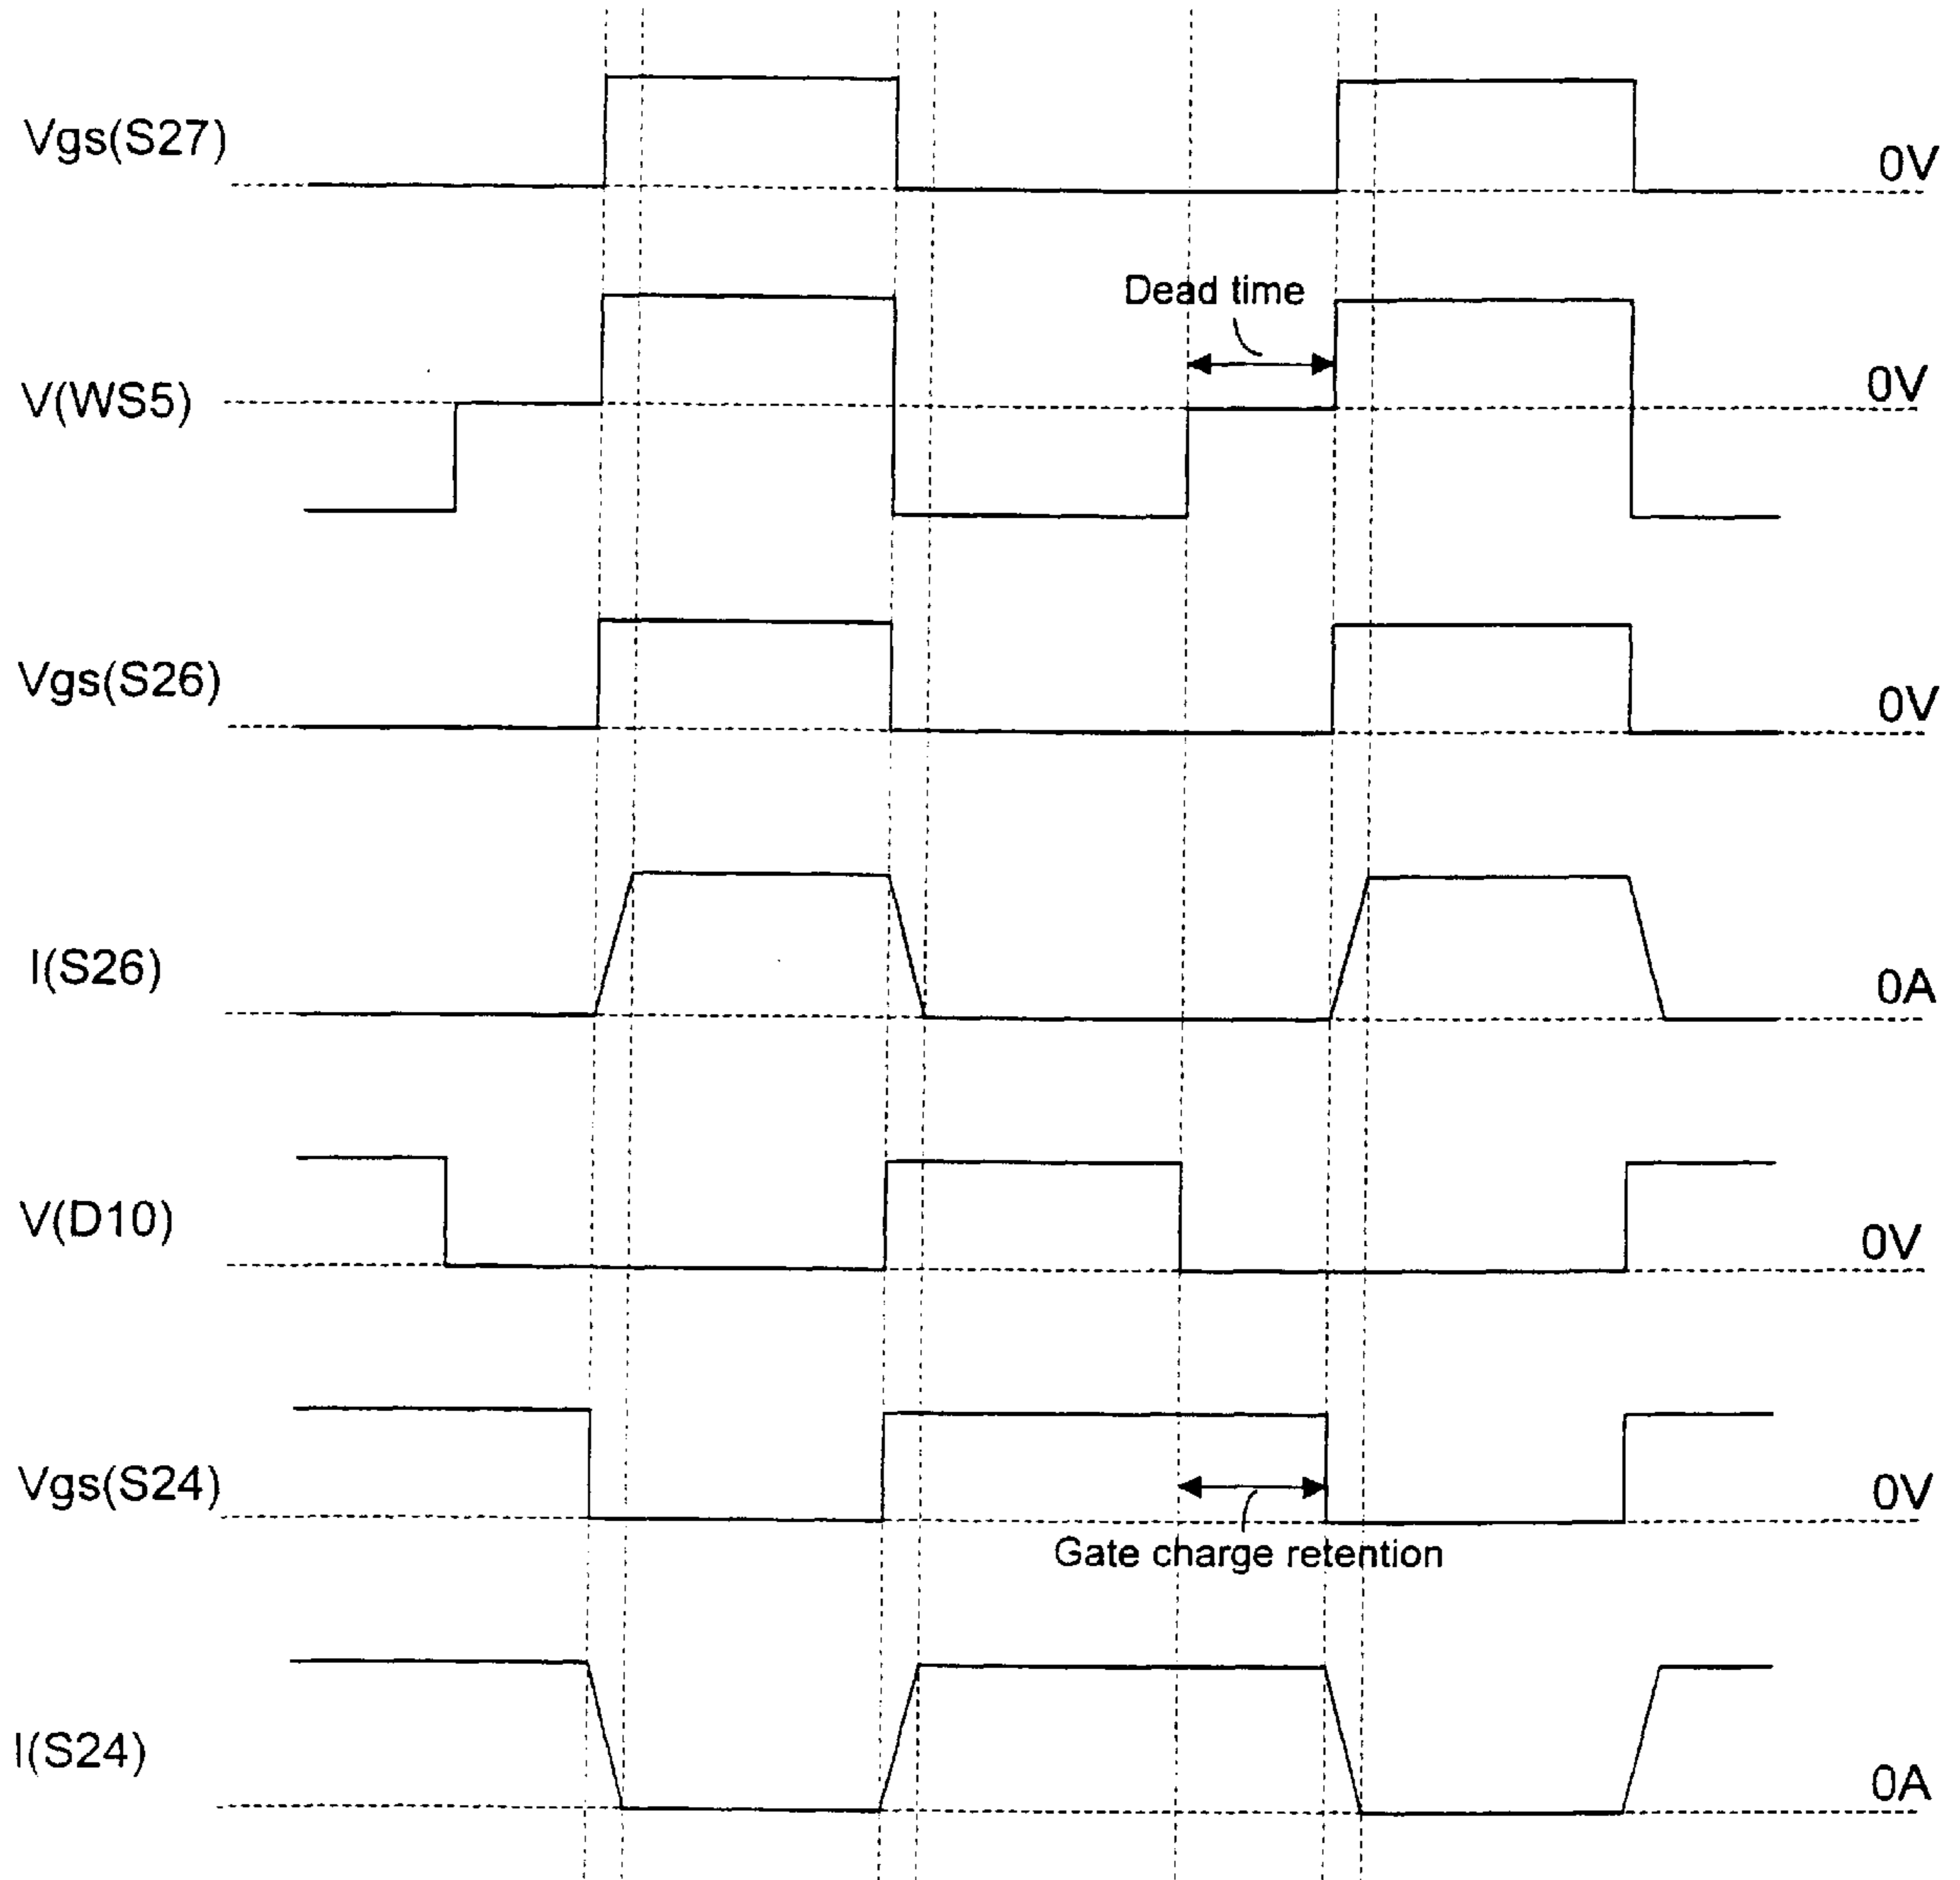 Vgs(S27)
0V
Dead time
V(WS5)
0V
Vgs(S26)
0V
I(S26)
0A
V(D10)
0V
Vgs(S24)
0V
Gate charge retention
I(S24)
0A